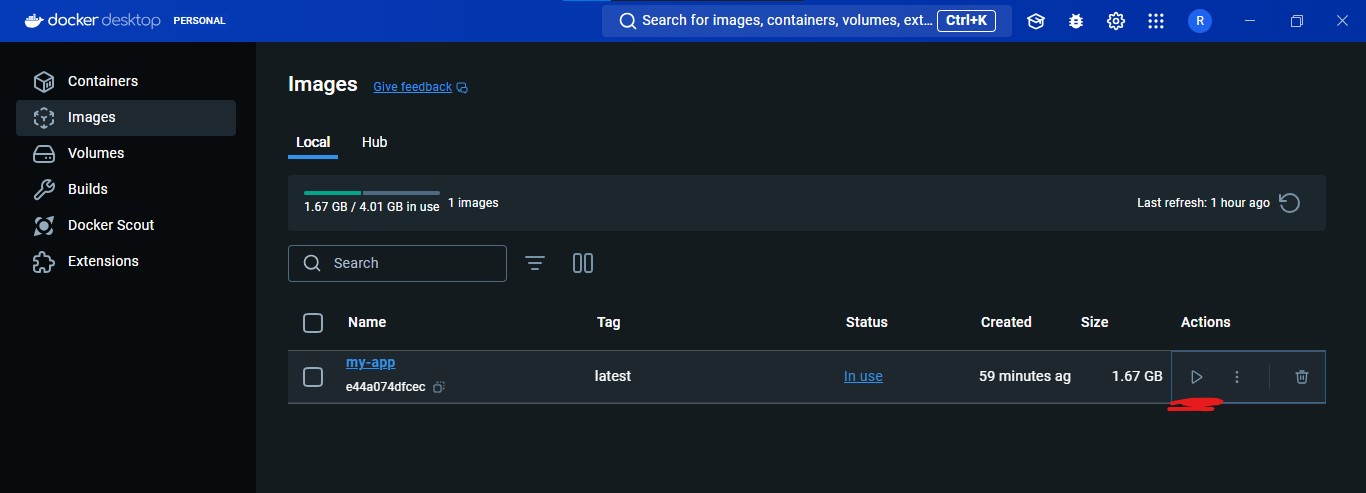 docker desktop PERSONAL
Search for images, containers, volumes, ext... Ctrl+K
R
Containers
Images
Volumes
Builds
Docker Scout
Extensions
Images Give feedback
Local Hub
1.67 GB / 4.01 GB in use 1 images
Last refresh: 1 hour ago
Search
Name Tag Status Created Size Actions
my-app
e44a074dfcec
latest In use 59 minutes ag 1.67 GB